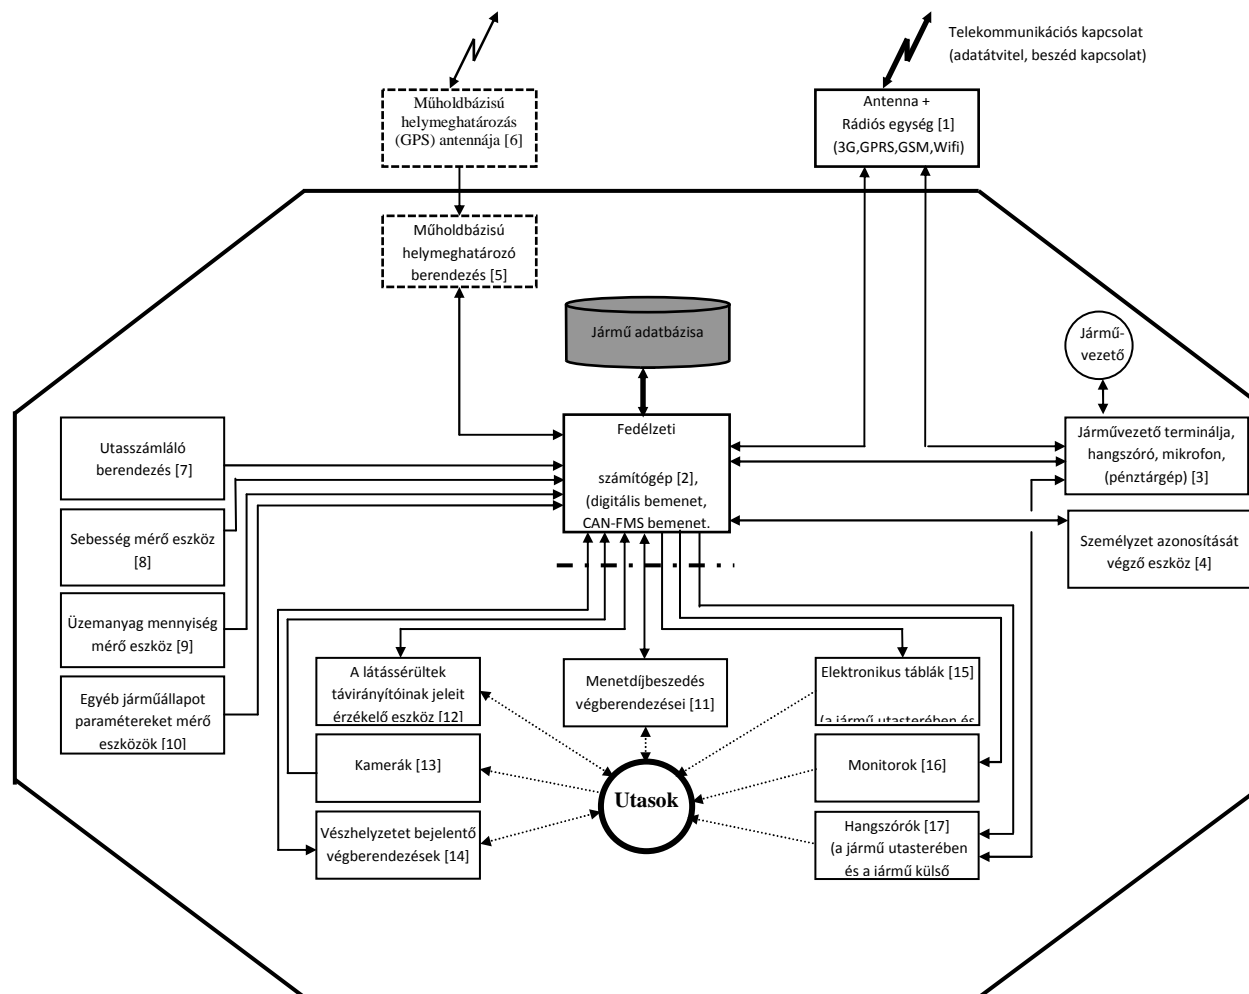 Telekommunikációs kapcsolat
(adatátvitel, beszéd kapcsolat)
Műholdbázisú
helymeghatározás
(GPS) antennája [6]
Antenna +
Rádiós egység [1]
(3G,GPRS,GSM,Wifi)
Műholdbázisú
helymeghatározó
berendezés [5]
Jármű adatbázisa
Jármű-
vezető
Utasszámláló
berendezés [7]
Fedélzeti
számítógép [2],
(digitális bemenet,
CAN-FMS bemenet.
Járművezető terminálja,
hangszóró, mikrofon,
(pénztárgép) [3]
Sebesség mérő eszköz
[8]
Személyzet azonosítását
végző eszköz [4]
Üzemanyag mennyiség
mérő eszköz [9]
Egyéb járműállapot
paramétereket mérő
eszközök [10]
A látássérültek
távirányítóinak jeleit
érzékelő eszköz [12]
Menetdíjbeszedés
végberendezései [11]
Elektronikus táblák [15]
(a jármű utasterében és
Kamerák [13]
Utasok
Monitorok [16]
Vészhelyzetet bejelentő
végberendezések [14]
Hangszórók [17]
(a jármű utasterében
és a jármű külső